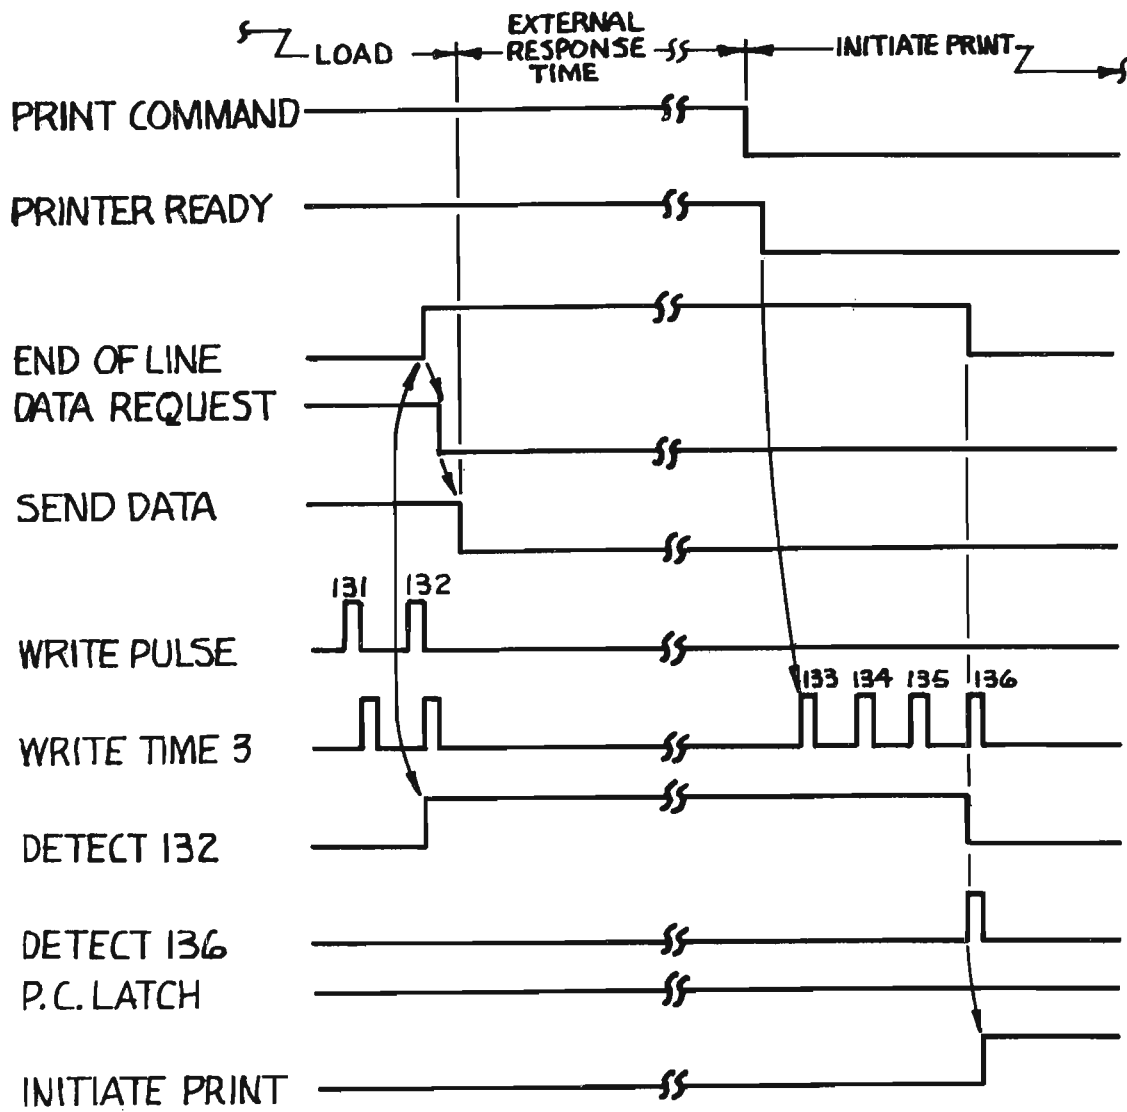 LOAD
EXTERNAL
RESPONSE
TIME
INITIATE PRINT
PRINT COMMAND
PRINTER READY
END OF LINE
DATA REQUEST
SEND DATA
131 132
WRITE PULSE
133 134 135 136
WRITE TIME 3
DETECT 132
DETECT 136
P.C. LATCH
INITIATE PRINT